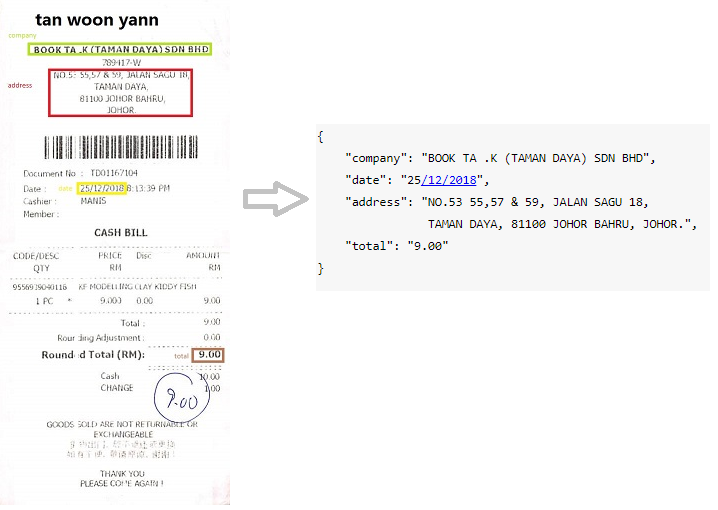 tan woon yann
company
BOOK TA .K (TAMAN DAYA) SDN BHD
789417-W
address
NO.53 55,57 & 59, JALAN SAGU 18,
TAMAN DAYA,
81100 JOHOR BAHRU,
JOHOR.
Document No : TD01167104
Date : date 25/12/2018 8:13:39 PM
Cashier : MANIS
Member :
CASH BILL
CODE/DESC PRICE Disc AMOUNT
QTY RM RM
9556939040116 KF MODELLING CLAY KIDDY FISH
1 PC * 9.000 0.00 9.00
Total : 9.00
Rounding Adjustment : 0.00
Rounded Total (RM): total 9.00
Cash 10.00
CHANGE 1.00
9.00
GOODS SOLD ARE NOT RETURNABLE OR
EXCHANGEABLE
THANK YOU
PLEASE COME AGAIN !
{
"company": "BOOK TA .K (TAMAN DAYA) SDN BHD",
"date": "25/12/2018",
"address": "NO.53 55,57 & 59, JALAN SAGU 18,
TAMAN DAYA, 81100 JOHOR BAHRU, JOHOR.",
"total": "9.00"
}